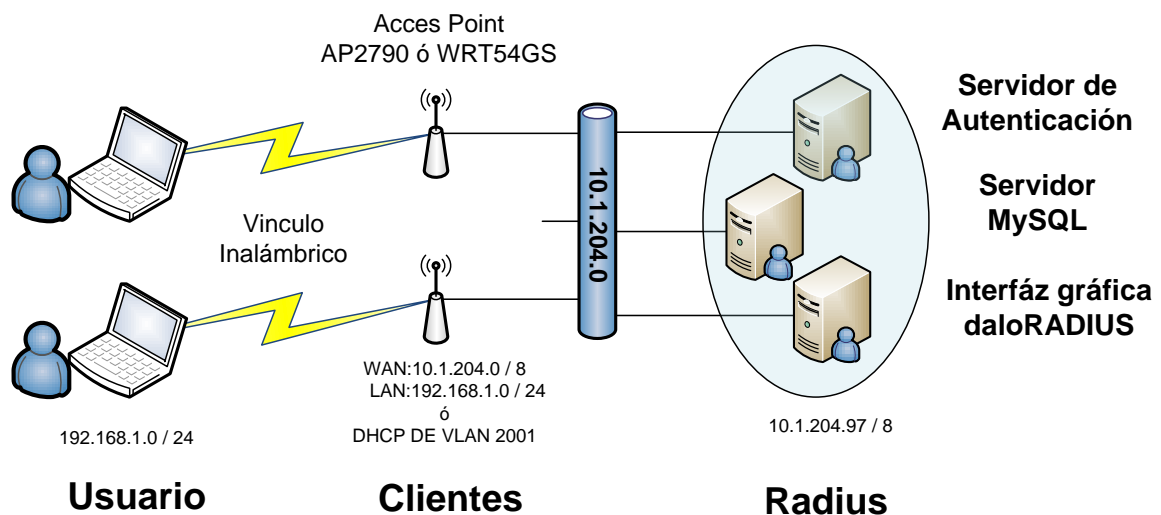 Acces Point
AP2790 ó WRT54GS
Servidor de
Autenticación
10.1.204.0
Servidor
MySQL
Vinculo
Inalámbrico
Interfáz gráfica
daloRADIUS
WAN:10.1.204.0 / 8
LAN:192.168.1.0 / 24
ó
DHCP DE VLAN 2001
192.168.1.0 / 24
10.1.204.97 / 8
Usuario
Clientes
Radius